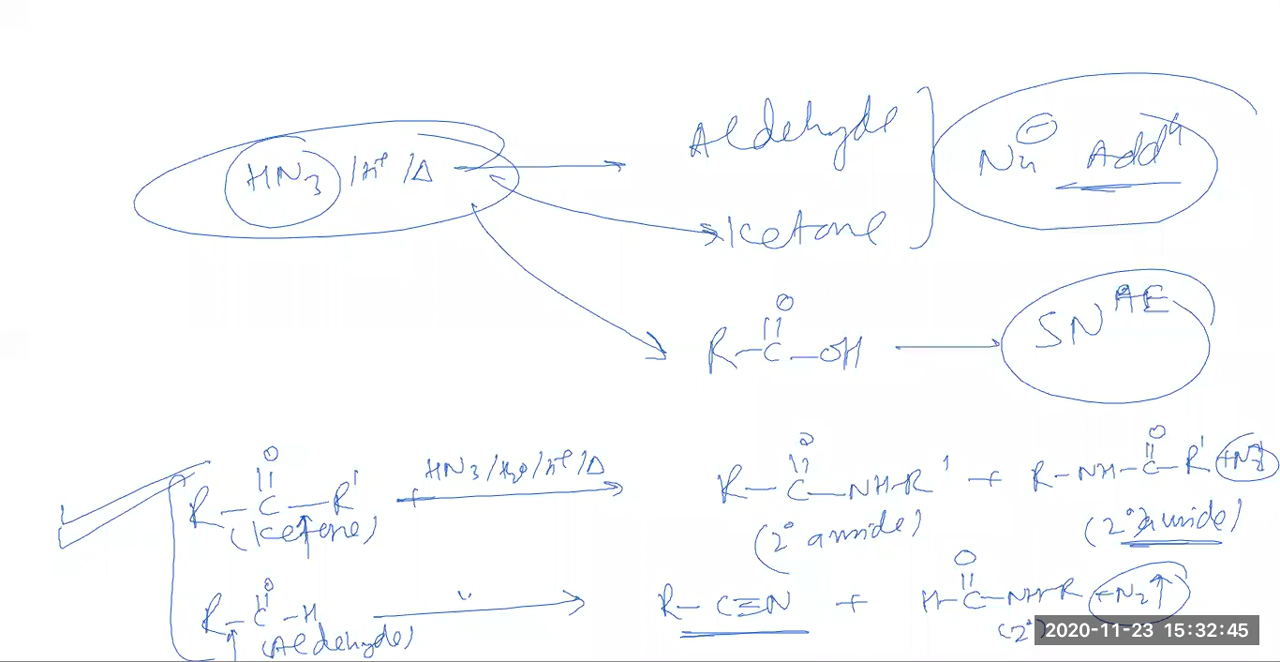 HN3 /H⊕ /Δ
Aldehyde
Ketone
Nu⊖ Addn
O
R-C-OH → SN AE
O
R-C-R' HN3/H2O/H⊕/Δ
(Ketone)
O
R-C-NH-R' +
(2° amide)
O
R-NH-C-R' +N2↑
(2° amide)
O
R-C-H "
(Aldehyde)
R-C≡N +
O
H-C-NH-R +N2↑
(2°
2020-11-23 15:32:45